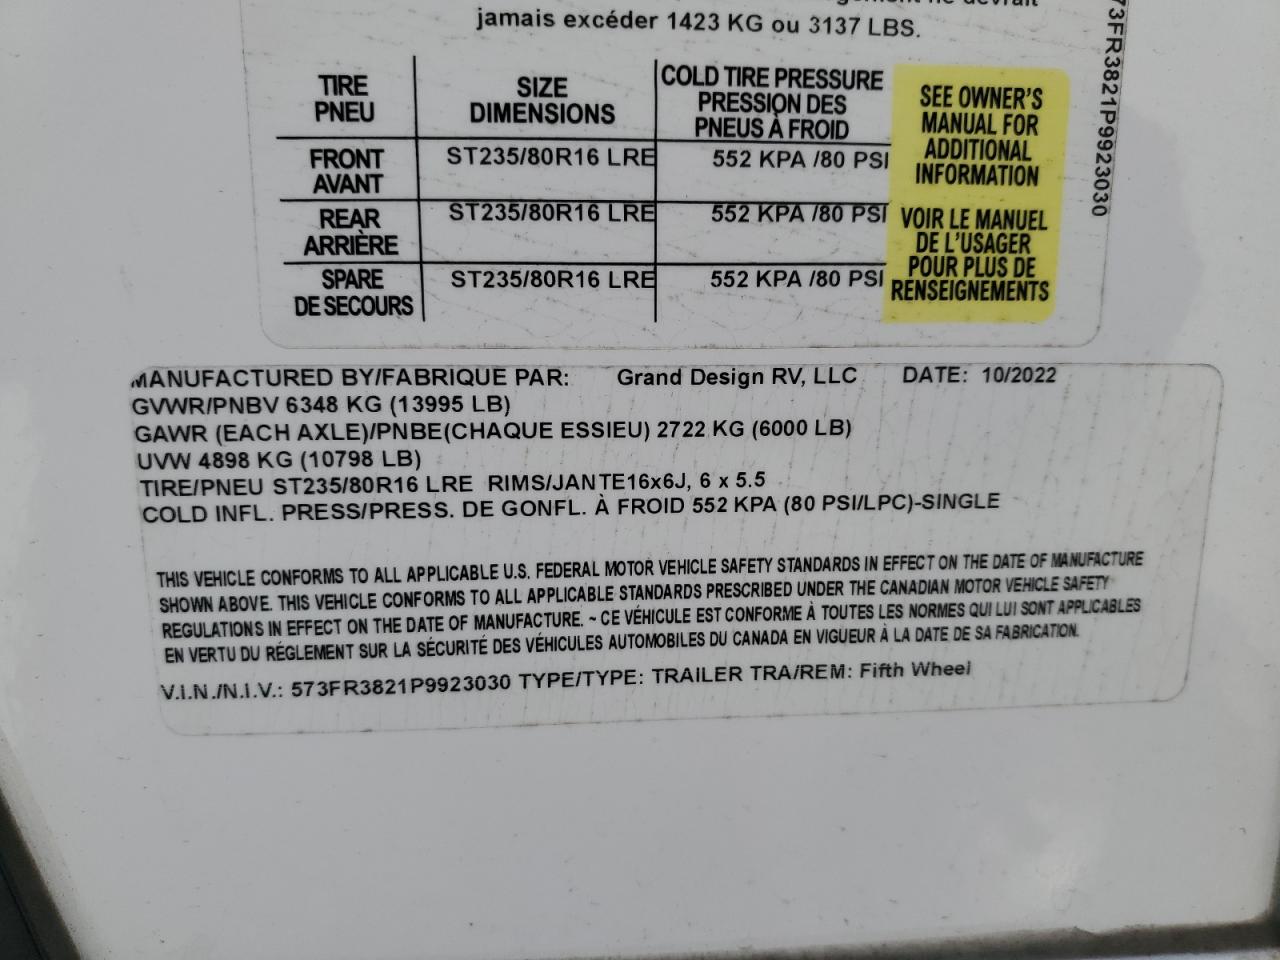 jamais excéder 1423 KG ou 3137 LBS.
TIRE
PNEU
SIZE
DIMENSIONS
COLD TIRE PRESSURE
PRESSION DES
PNEUS À FROID
FRONT
AVANT
ST235/80R16 LRE
552 KPA /80 PSI
REAR
ARRIÈRE
ST235/80R16 LRE
552 KPA /80 PSI
SPARE
DE SECOURS
ST235/80R16 LRE
552 KPA /80 PSI
SEE OWNER'S
MANUAL FOR
ADDITIONAL
INFORMATION
VOIR LE MANUEL
DE L'USAGER
POUR PLUS DE
RENSEIGNEMENTS
73FR3821P9923030
MANUFACTURED BY/FABRIQUE PAR: Grand Design RV, LLC DATE: 10/2022
GVWR/PNBV 6348 KG (13995 LB)
GAWR (EACH AXLE)/PNBE(CHAQUE ESSIEU) 2722 KG (6000 LB)
UVW 4898 KG (10798 LB)
TIRE/PNEU ST235/80R16 LRE RIMS/JANTE16x6J, 6 x 5.5
COLD INFL. PRESS/PRESS. DE GONFL. À FROID 552 KPA (80 PSI/LPC)-SINGLE
THIS VEHICLE CONFORMS TO ALL APPLICABLE U.S. FEDERAL MOTOR VEHICLE SAFETY STANDARDS IN EFFECT ON THE DATE OF MANUFACTURE
SHOWN ABOVE. THIS VEHICLE CONFORMS TO ALL APPLICABLE STANDARDS PRESCRIBED UNDER THE CANADIAN MOTOR VEHICLE SAFETY
REGULATIONS IN EFFECT ON THE DATE OF MANUFACTURE. ~ CE VÉHICULE EST CONFORME À TOUTES LES NORMES QUI LUI SONT APPLICABLES
EN VERTU DU RÉGLEMENT SUR LA SÉCURITÉ DES VÉHICULES AUTOMOBILES DU CANADA EN VIGUEUR À LA DATE DE SA FABRICATION.
V.I.N./N.I.V.: 573FR3821P9923030 TYPE/TYPE: TRAILER TRA/REM: Fifth Wheel